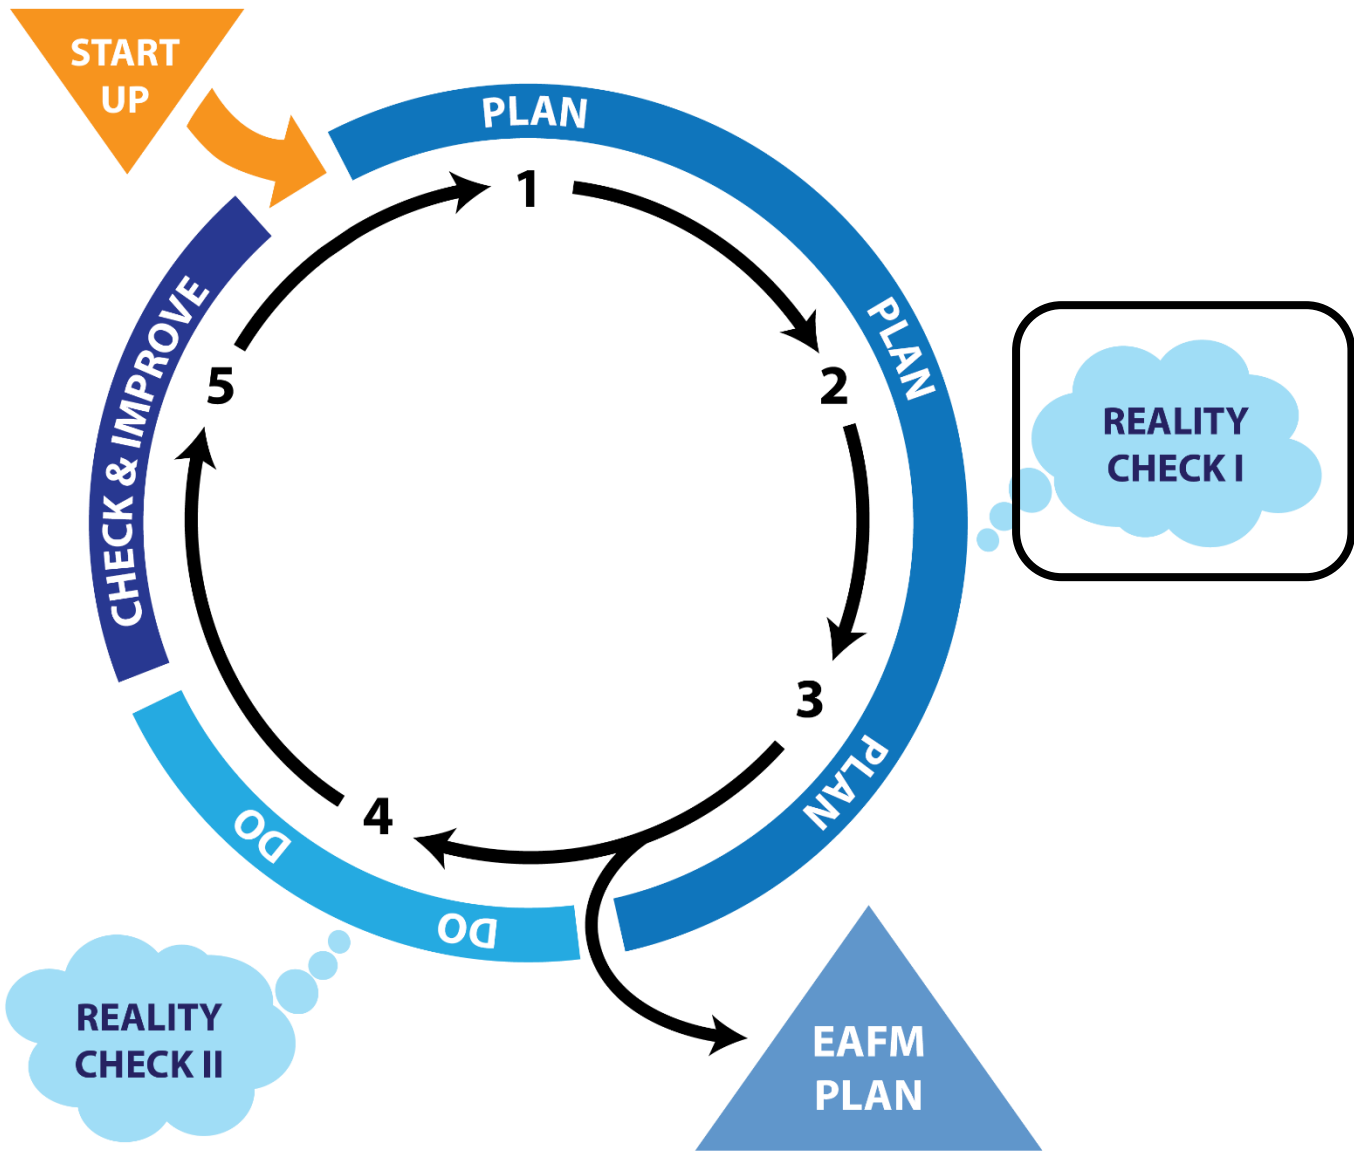 START
UP
PLAN
1
PLAN
2
REALITY
CHECK I
3
PLAN
4
DO
DO
5
CHECK & IMPROVE
REALITY
CHECK II
EAFM
PLAN